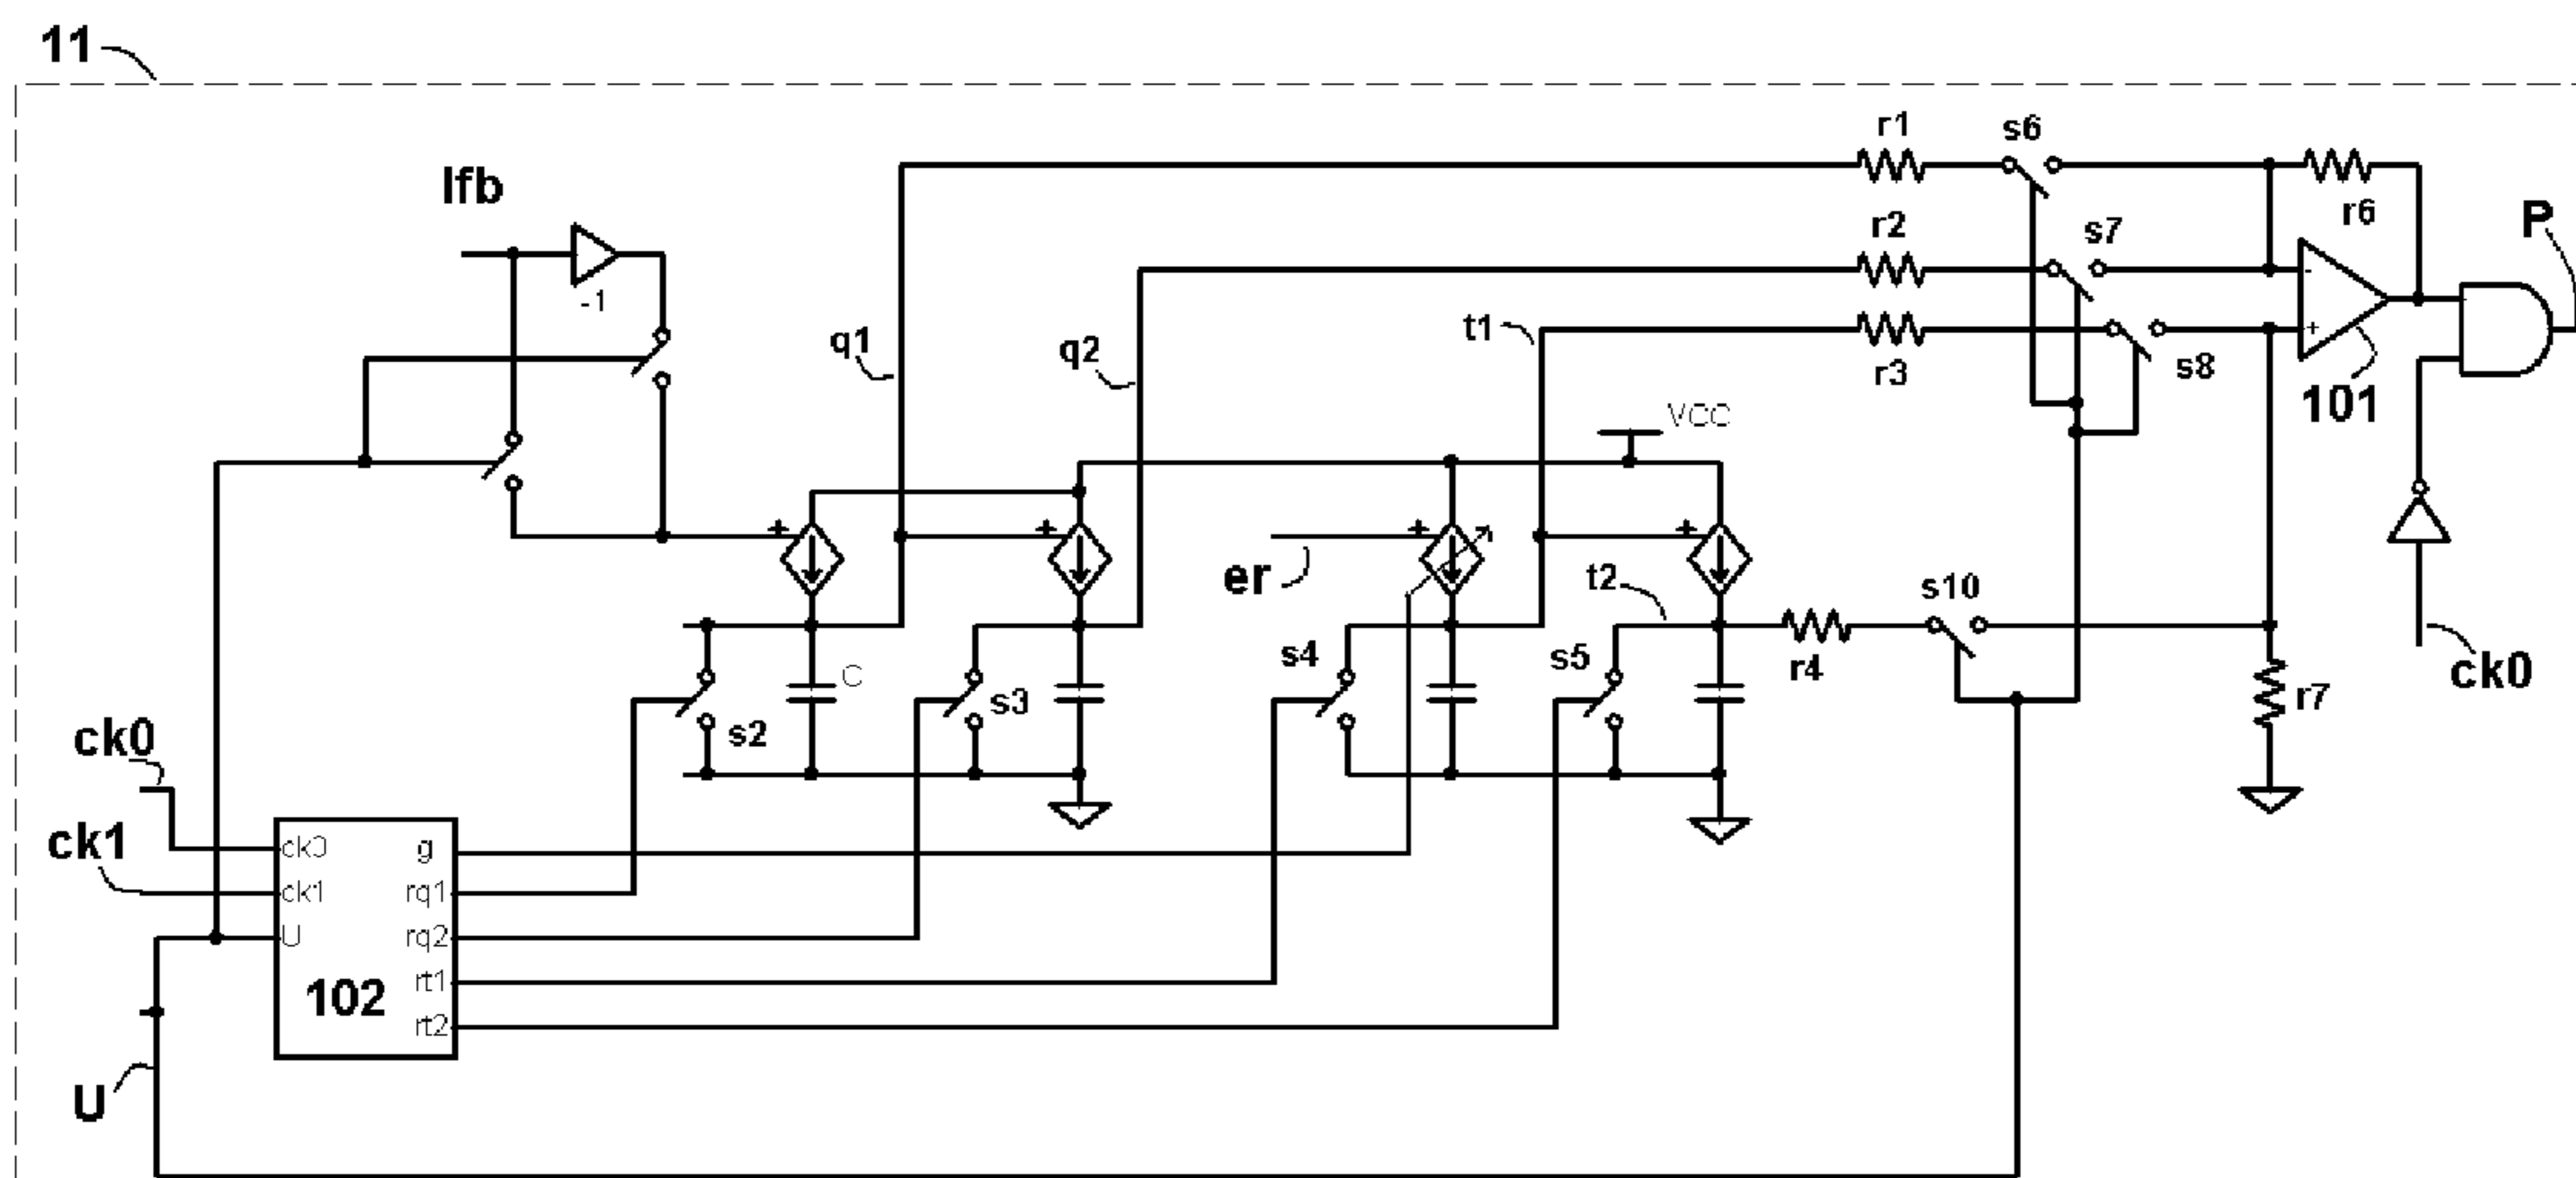 11
r1
s6
Ifb
r6
P
r2
s7
-1
q1
q2
t1
-
+
r3
s8
101
VCC
+
+
+
+
er
t2
s10
s4
s5
r4
ck0
C
s3
s2
r7
ck0
ck1
ck0
g
ck1
rq1
U
rq2
102
rt1
rt2
U